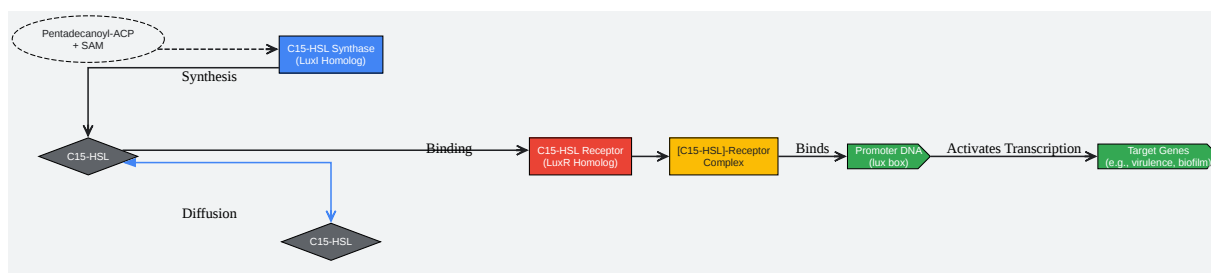 Pentadecanoyl-ACP
+ SAM
C15-HSL Synthase
(LuxI Homolog)
Synthesis
C15-HSL
Binding
C15-HSL Receptor
(LuxR Homolog)
[C15-HSL]-Receptor
Complex
Binds
Promoter DNA
(lux box)
Activates Transcription
Target Genes
(e.g., virulence, biofilm)
Diffusion
C15-HSL